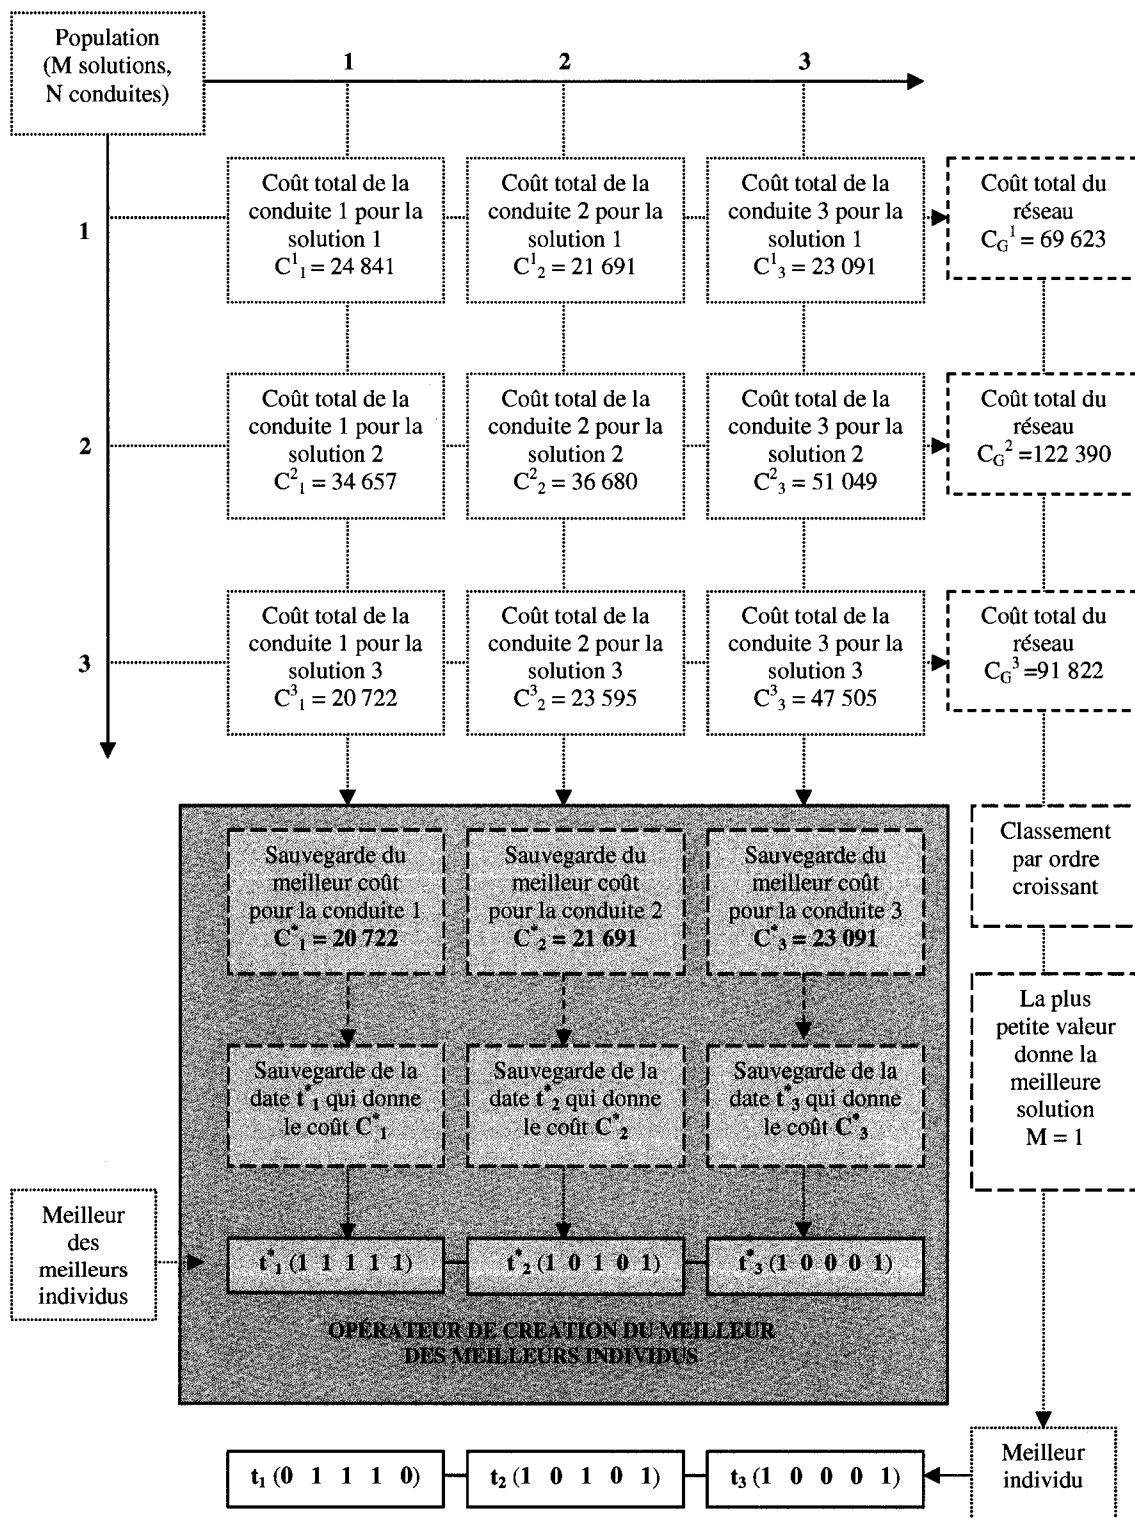 Population
(M solutions,
N conduites)
1
2
3
1
Coût total de la
conduite 1 pour la
solution 1
C¹₁ = 24 841
Coût total de la
conduite 2 pour la
solution 1
C¹₂ = 21 691
Coût total de la
conduite 3 pour la
solution 1
C¹₃ = 23 091
Coût total du
réseau
C_G¹ = 69 623
2
Coût total de la
conduite 1 pour la
solution 2
C²₁ = 34 657
Coût total de la
conduite 2 pour la
solution 2
C²₂ = 36 680
Coût total de la
conduite 3 pour la
solution 2
C²₃ = 51 049
Coût total du
réseau
C_G² =122 390
3
Coût total de la
conduite 1 pour la
solution 3
C³₁ = 20 722
Coût total de la
conduite 2 pour la
solution 3
C³₂ = 23 595
Coût total de la
conduite 3 pour la
solution 3
C³₃ = 47 505
Coût total du
réseau
C_G³ =91 822
Sauvegarde du
meilleur coût
pour la conduite 1
C*₁ = 20 722
Sauvegarde du
meilleur coût
pour la conduite 2
C*₂ = 21 691
Sauvegarde du
meilleur coût
pour la conduite 3
C*₃ = 23 091
Classement
par ordre
croissant
Sauvegarde de la
date t*₁ qui donne
le coût C*₁
Sauvegarde de la
date t*₂ qui donne
le coût C*₂
Sauvegarde de la
date t*₃ qui donne
le coût C*₃
La plus
petite valeur
donne la
meilleure
solution
M = 1
Meilleur
des
meilleurs
individus
t*₁ (1 1 1 1 1)
t*₂ (1 0 1 0 1)
t*₃ (1 0 0 0 1)
OPÉRATEUR DE CREATION DU MEILLEUR
DES MEILLEURS INDIVIDUS
t₁ (0 1 1 1 0)
t₂ (1 0 1 0 1)
t₃ (1 0 0 0 1)
Meilleur
individu